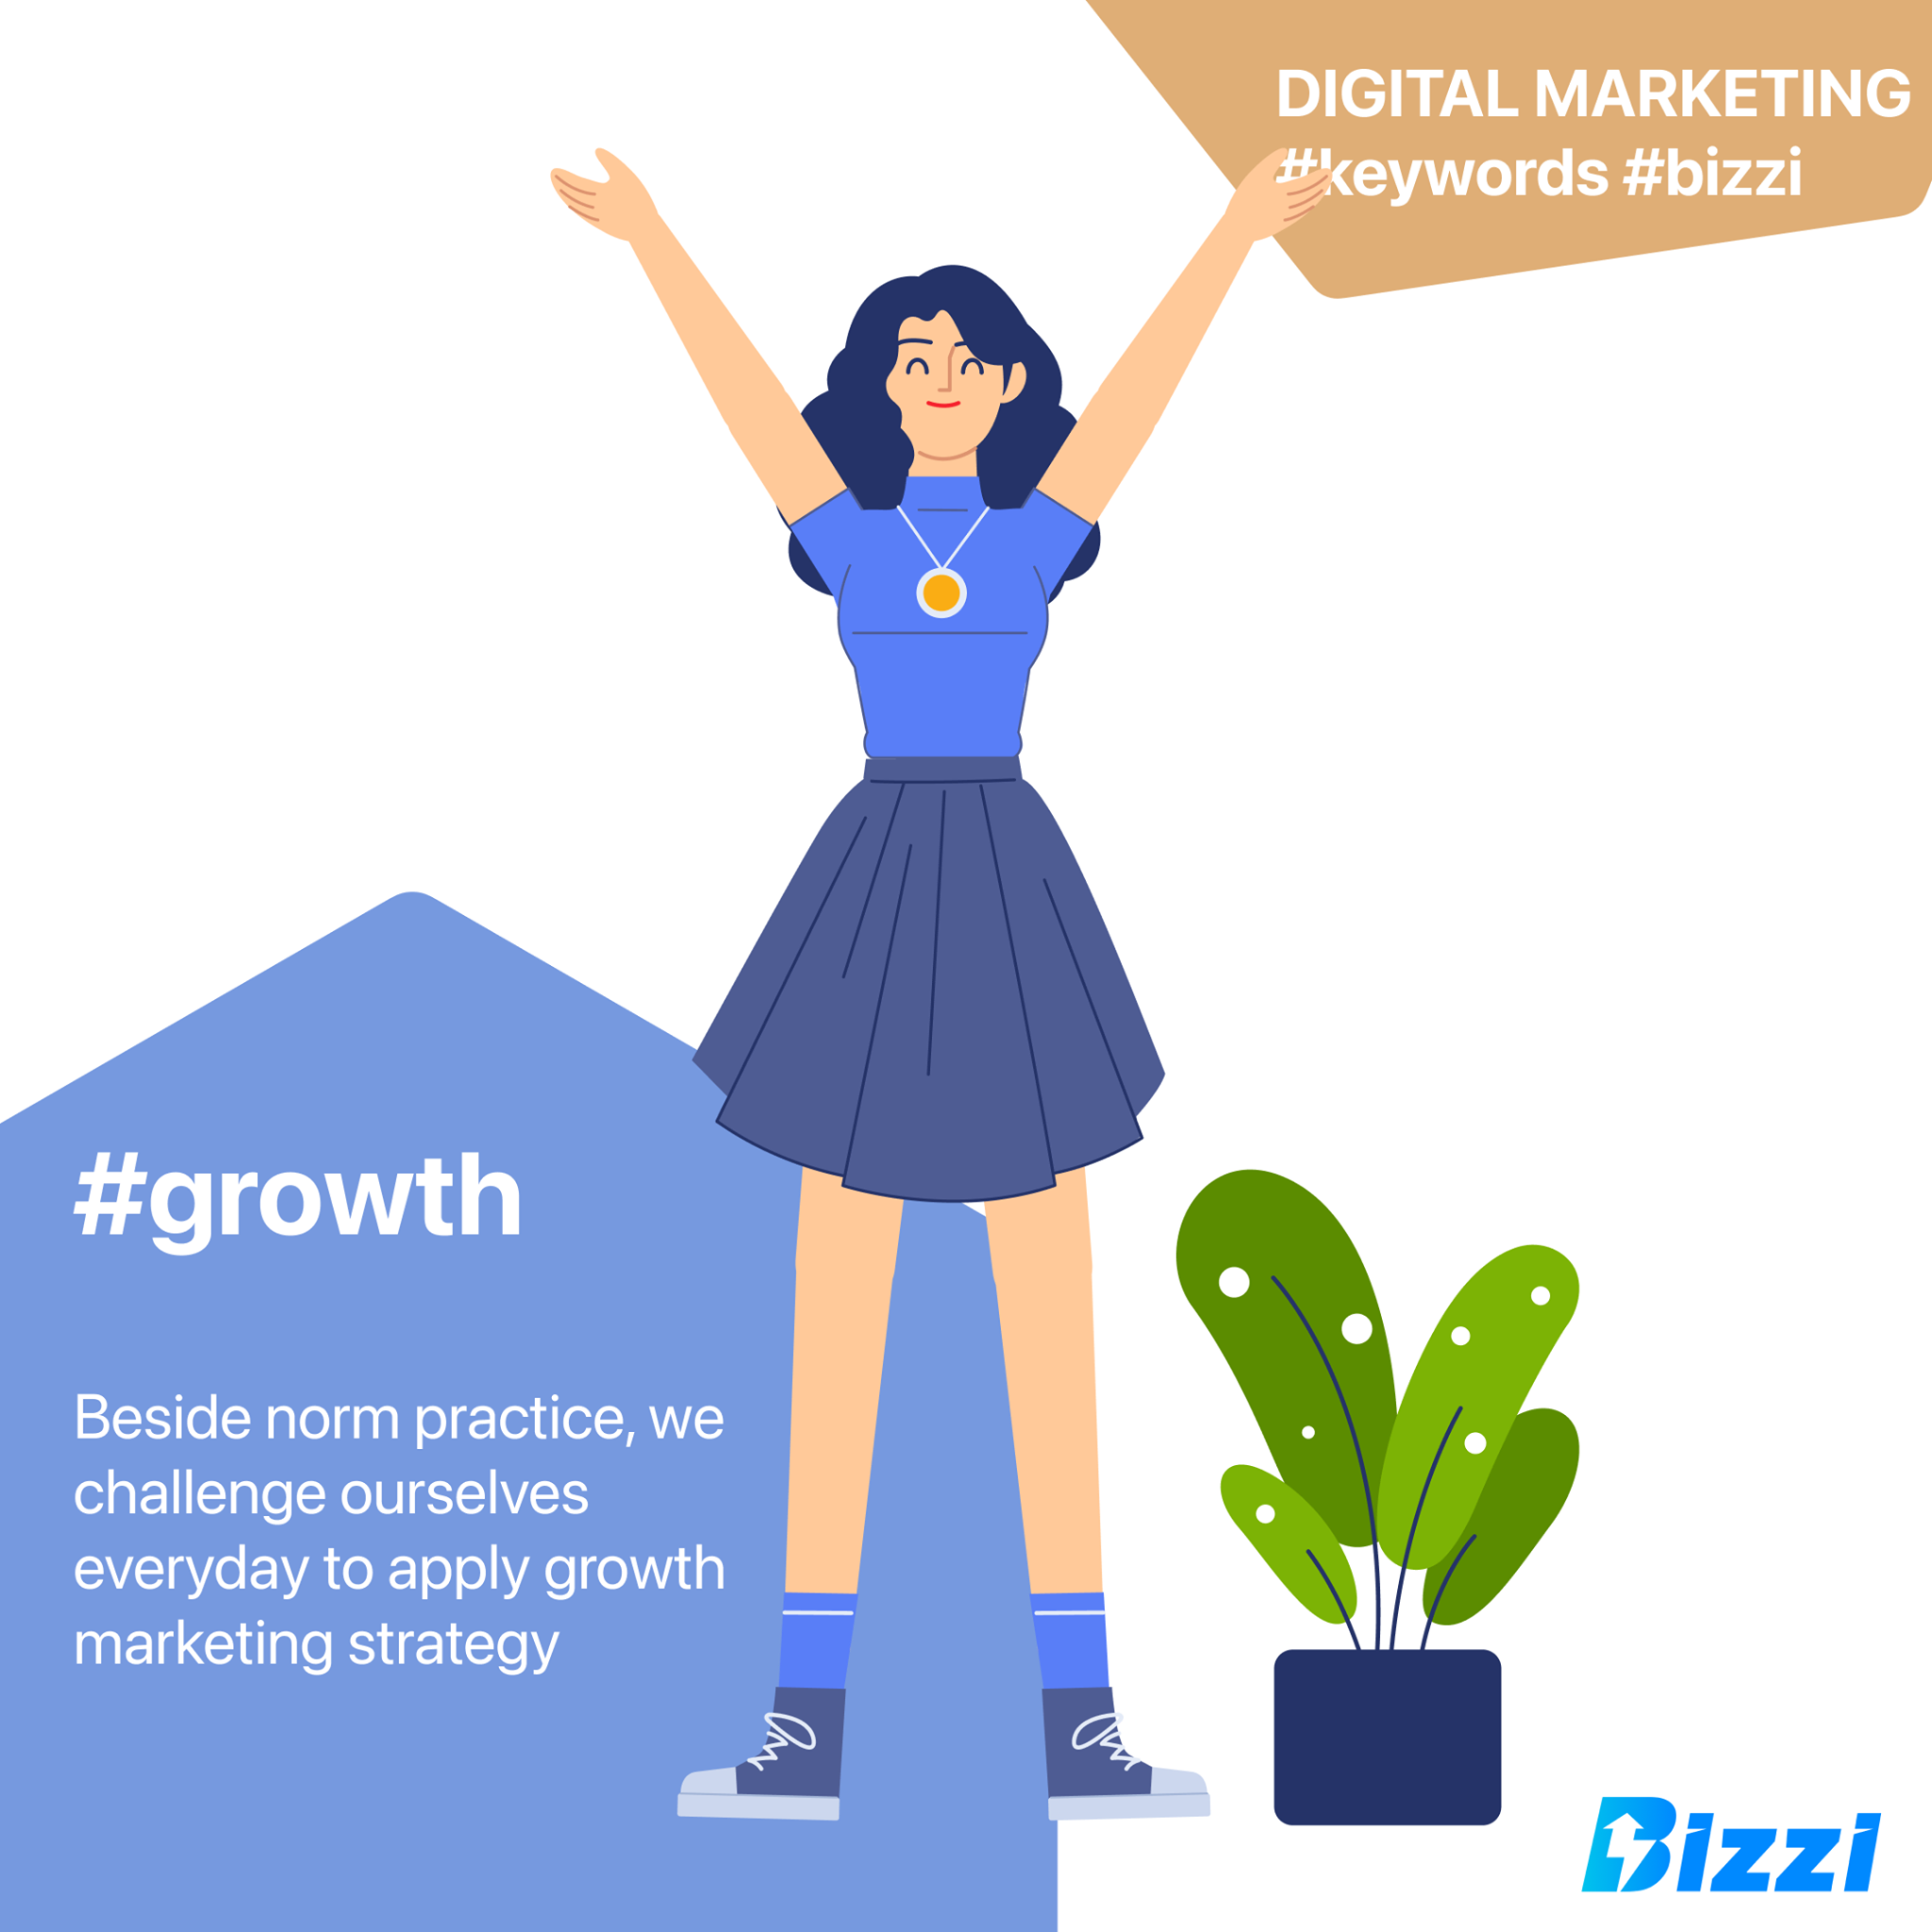 DIGITAL MARKETING
#keywords #bizzi
#growth
Beside norm practice, we
challenge ourselves
everyday to apply growth
marketing strategy
Bizzi